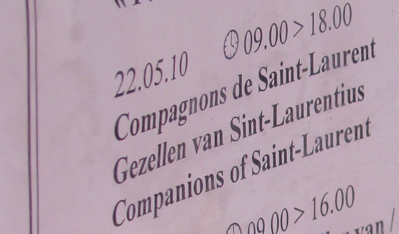 22.05.10 09.00 > 18.00
Compagnons de Saint-Laurent
Gezellen van Sint-Laurentius
Companions of Saint-Laurent
09.00 > 16.00
van /